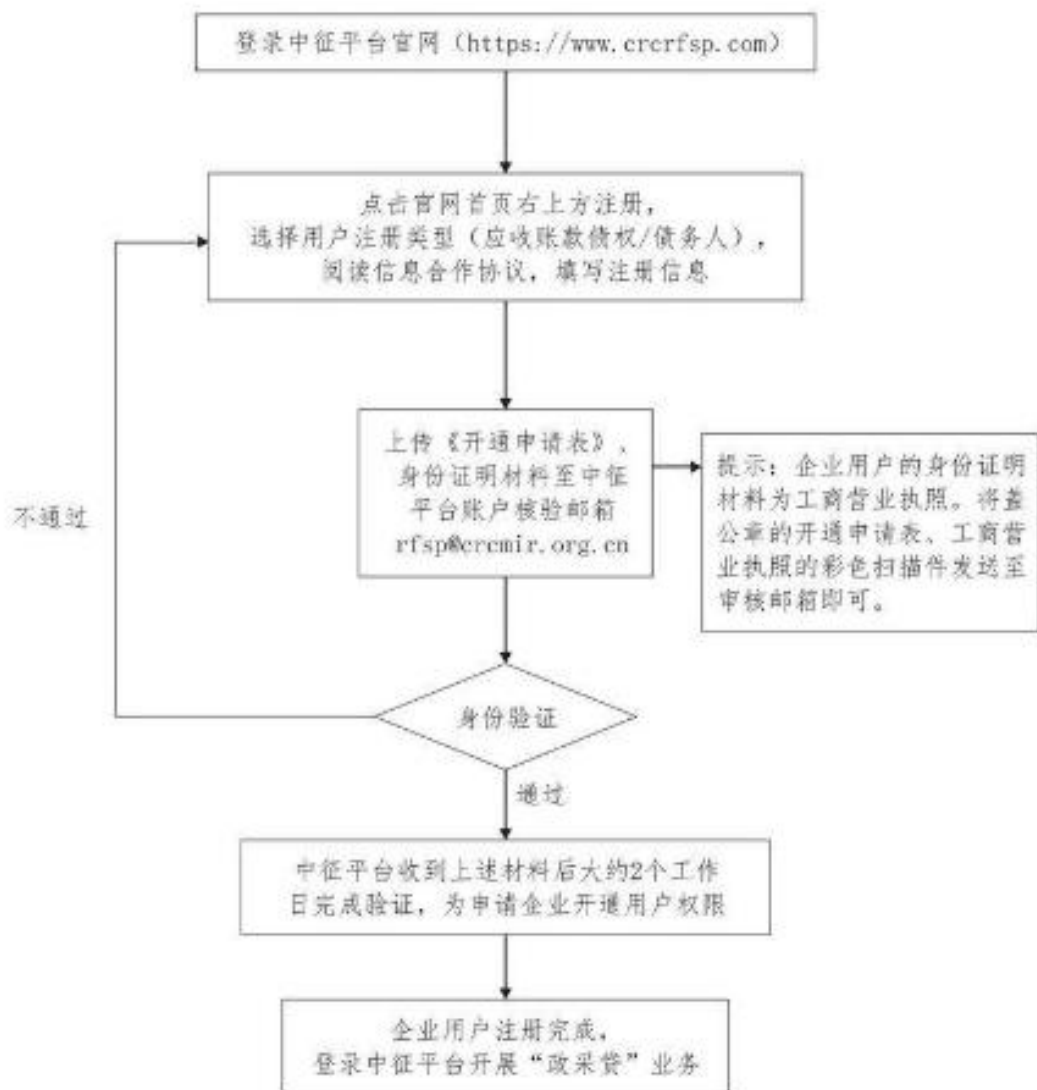 登录中征平台官网（https://www.crcrfsp.com）
点击官网首页右上方注册，
选择用户注册类型（应收账款债权/债务人），
阅读信息合作协议，填写注册信息
上传《开通申请表》、
身份证明材料至中征
平台账户核验邮箱
rfsp@crcmir.org.cn
提示：企业用户的身份证明
材料为工商营业执照。将盖
公章的开通申请表、工商营
业执照的彩色扫描件发送至
审核邮箱即可。
不通过
身份验证
通过
中征平台收到上述材料后大约2个工作
日完成验证，为申请企业开通用户权限
企业用户注册完成，
登录中征平台开展“政采贷”业务